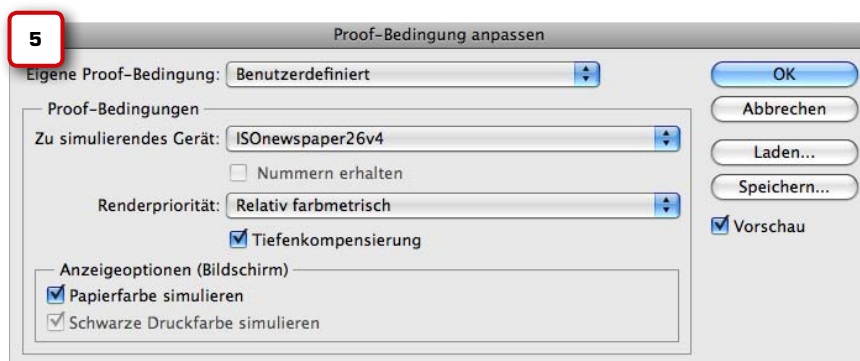 5
Proof-Bedingung anpassen
Eigene Proof-Bedingung: Benutzerdefiniert
OK
Proof-Bedingungen
Abbrechen
Zu simulierendes Gerät: ISOnewspaper26v4
Laden...
Nummern erhalten
Speichern...
Renderpriorität: Relativ farbmetrisch
Vorschau
Tiefenkompensierung
Anzeigeoptionen (Bildschirm)
Papierfarbe simulieren
Schwarze Druckfarbe simulieren